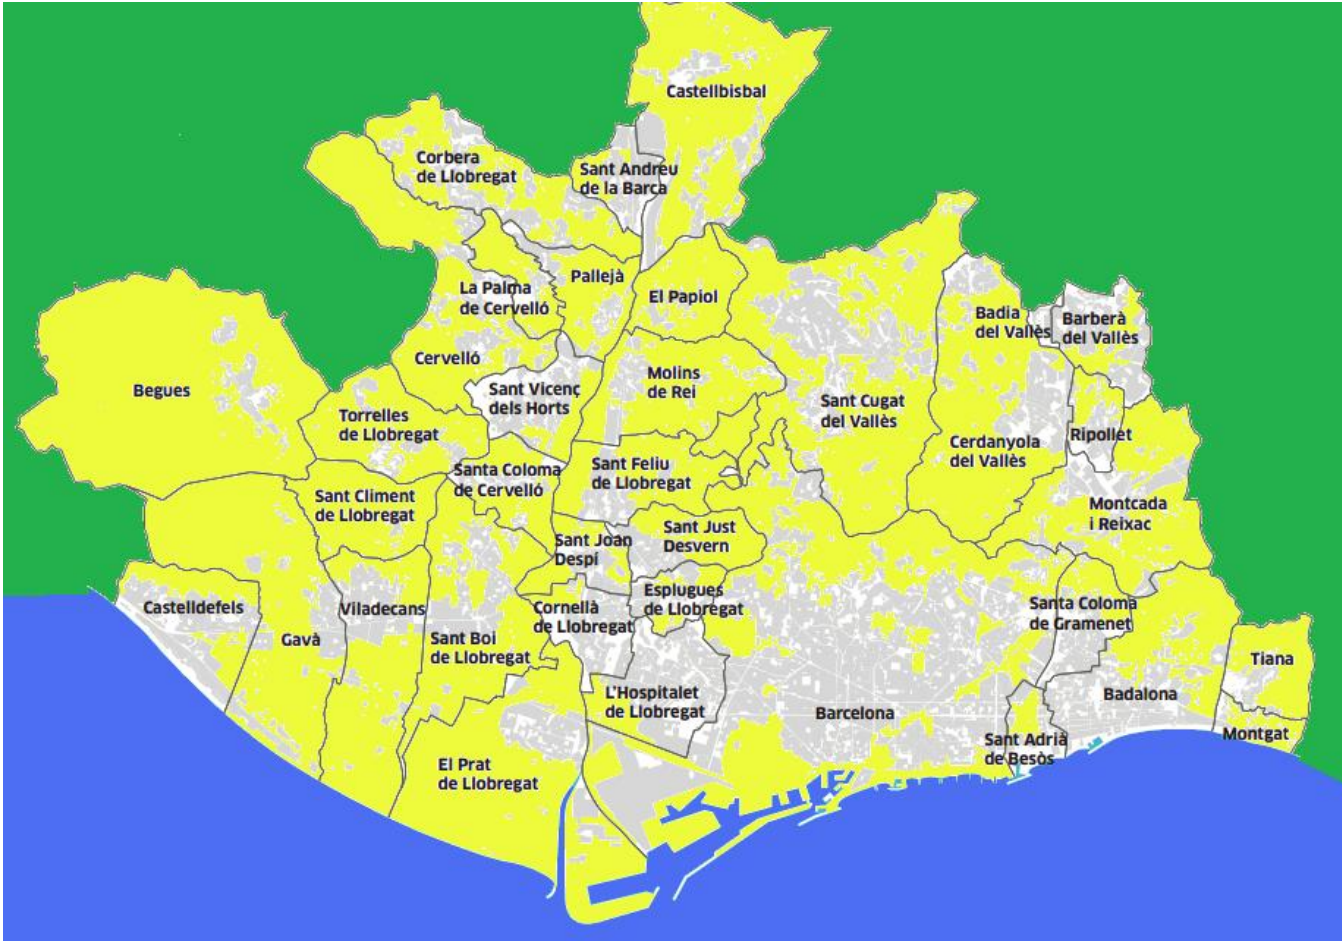 Castellbisbal
Corbera
de Llobregat
Sant Andreu
de la Barca
Pallejà
La Palma
de Cervelló
El Papiol
Badia
del Vallès
Barberà
del Vallès
Cervelló
Begues
Molins
de Rei
Sant Vicenç
dels Horts
Sant Cugat
del Vallès
Torrelles
de Llobregat
Cerdanyola
del Vallès
Ripollet
Santa Coloma
de Cervelló
Sant Feliu
de Llobregat
Sant Climent
de Llobregat
Montcada
i Reixac
Sant Joan
Despí
Sant Just
Desvern
Castelldefels
Gavà
Viladecans
Sant Boi
de Llobregat
Cornellà
de Llobregat
Esplugues
de Llobregat
Santa Coloma
de Gramenet
Tiana
L'Hospitalet
de Llobregat
Barcelona
Badalona
Montgat
Sant Adrià
de Besòs
El Prat
de Llobregat